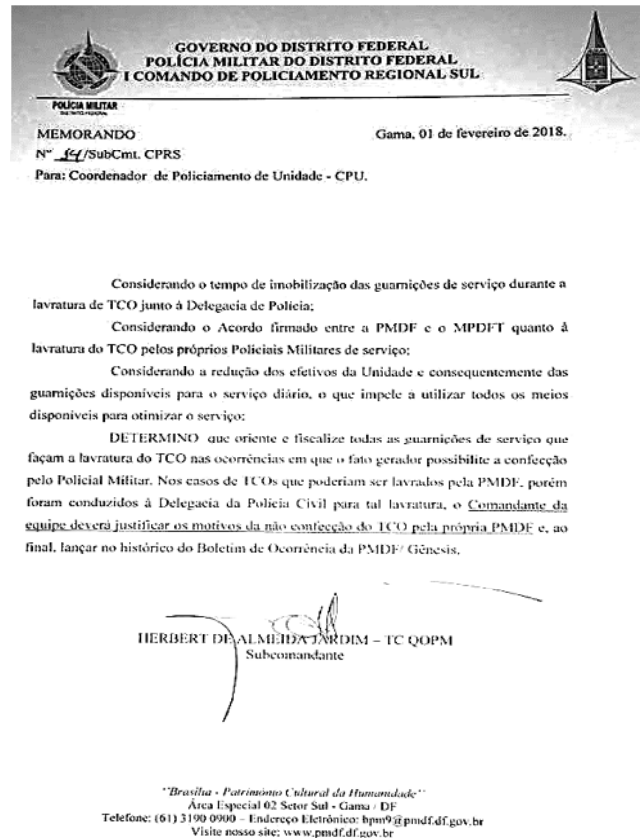 GOVERNO DO DISTRITO FEDERAL
POLÍCIA MILITAR DO DISTRITO FEDERAL
I COMANDO DE POLICIAMENTO REGIONAL SUL
POLÍCIA MILITAR
DISTRITO FEDERAL
MEMORANDO
Gama, 01 de fevereiro de 2018.
Nº /SubCmt. CPRS
Para: Coordenador de Policiamento de Unidade - CPU.
Considerando o tempo de imobilização das guarnições de serviço durante a
lavratura de TCO junto à Delegacia de Polícia;
Considerando o Acordo firmado entre a PMDF e o MPDFT quanto à
lavratura do TCO pelos próprios Policiais Militares de serviço;
Considerando a redução dos efetivos da Unidade e consequentemente das
guarnições disponíveis para o serviço diário, o que impele a utilizar todos os meios
disponíveis para otimizar o serviço;
DETERMINO que oriente e fiscalize todas as guarnições de serviço que
façam a lavratura do TCO nas ocorrências em que o fato gerador possibilite a confecção
pelo Policial Militar. Nos casos de TCOs que poderiam ser lavrados pela PMDF, porém
foram conduzidos à Delegacia da Polícia Civil para tal lavratura, o Comandante da
equipe deverá justificar os motivos da não confecção do TCO pela própria PMDF e, ao
final, lançar no histórico do Boletim de Ocorrência da PMDF/ Gênesis.
HERBERT DE ALMEIDA JARDIM – TC QOPM
Subcomandante
"Brasília - Patrimônio Cultural da Humanidade"
Área Especial 02 Setor Sul - Gama / DF
Telefone: (61) 3190 0900 – Endereço Eletrônico: bpm9@pmdf.df.gov.br
Visite nosso site: www.pmdf.df.gov.br